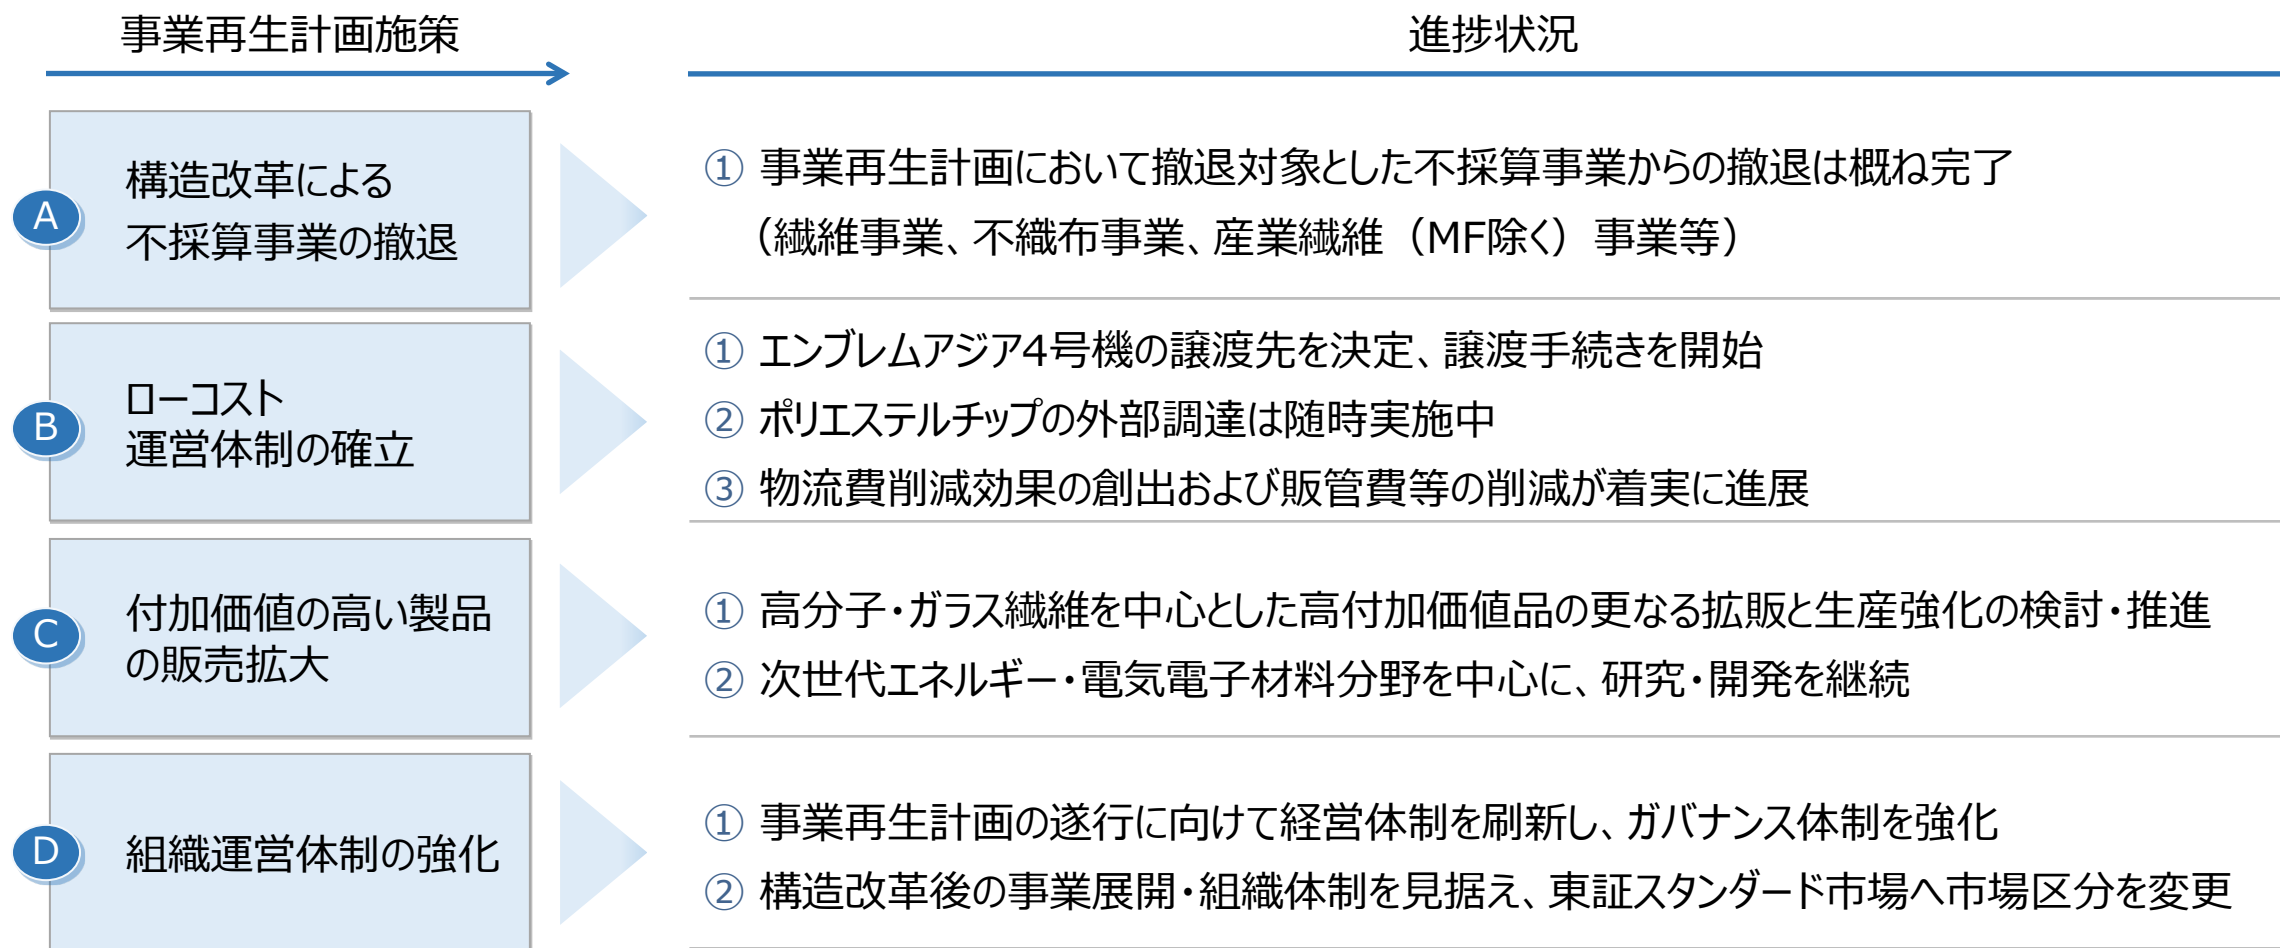 事業再生計画施策
進捗状況
A
構造改革による
不採算事業の撤退
① 事業再生計画において撤退対象とした不採算事業からの撤退は概ね完了
（繊維事業、不織布事業、産業繊維（MF除く）事業等）
B
ローコスト
運営体制の確立
① エンブレムアジア4号機の譲渡先を決定、譲渡手続きを開始
② ポリエステルチップの外部調達は随時実施中
③ 物流費削減効果の創出および販管費等の削減が着実に進展
C
付加価値の高い製品
の販売拡大
① 高分子・ガラス繊維を中心とした高付加価値品の更なる拡販と生産強化の検討・推進
② 次世代エネルギー・電気電子材料分野を中心に、研究・開発を継続
D
組織運営体制の強化
① 事業再生計画の遂行に向けて経営体制を刷新し、ガバナンス体制を強化
② 構造改革後の事業展開・組織体制を見据え、東証スタンダード市場へ市場区分を変更